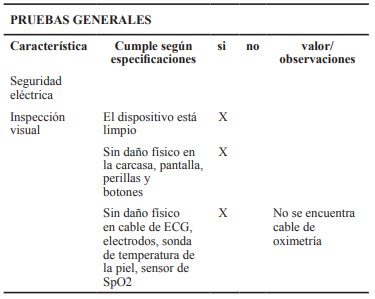 PRUEBAS GENERALES
Característica Cumple según especificaciones si no valor/ observaciones
Seguridad eléctrica
Inspección visual El dispositivo está limpio X
Sin daño físico en la carcasa, pantalla, perillas y botones X
Sin daño físico en cable de ECG, electrodos, sonda de temperatura de la piel, sensor de SpO2 X No se encuentra cable de oximetría